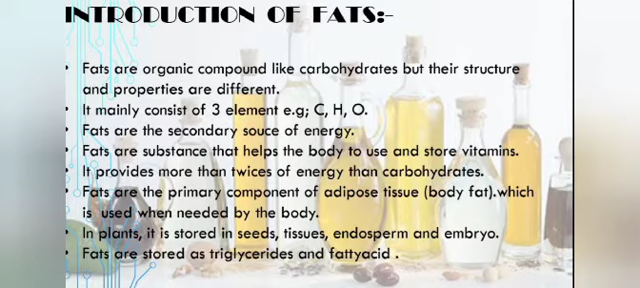 INTRODUCTION OF FATS:-
• Fats are organic compound like carbohydrates but their structure
and properties are different.
• It mainly consist of 3 element e.g; C, H, O.
• Fats are the secondary souce of energy.
• Fats are substance that helps the body to use and store vitamins.
• It provides more than twices of energy than carbohydrates.
• Fats are the primary component of adipose tissue (body fat).which
is used when needed by the body.
• In plants, it is stored in seeds, tissues, endosperm and embryo.
• Fats are stored as triglycerides and fattyacid .